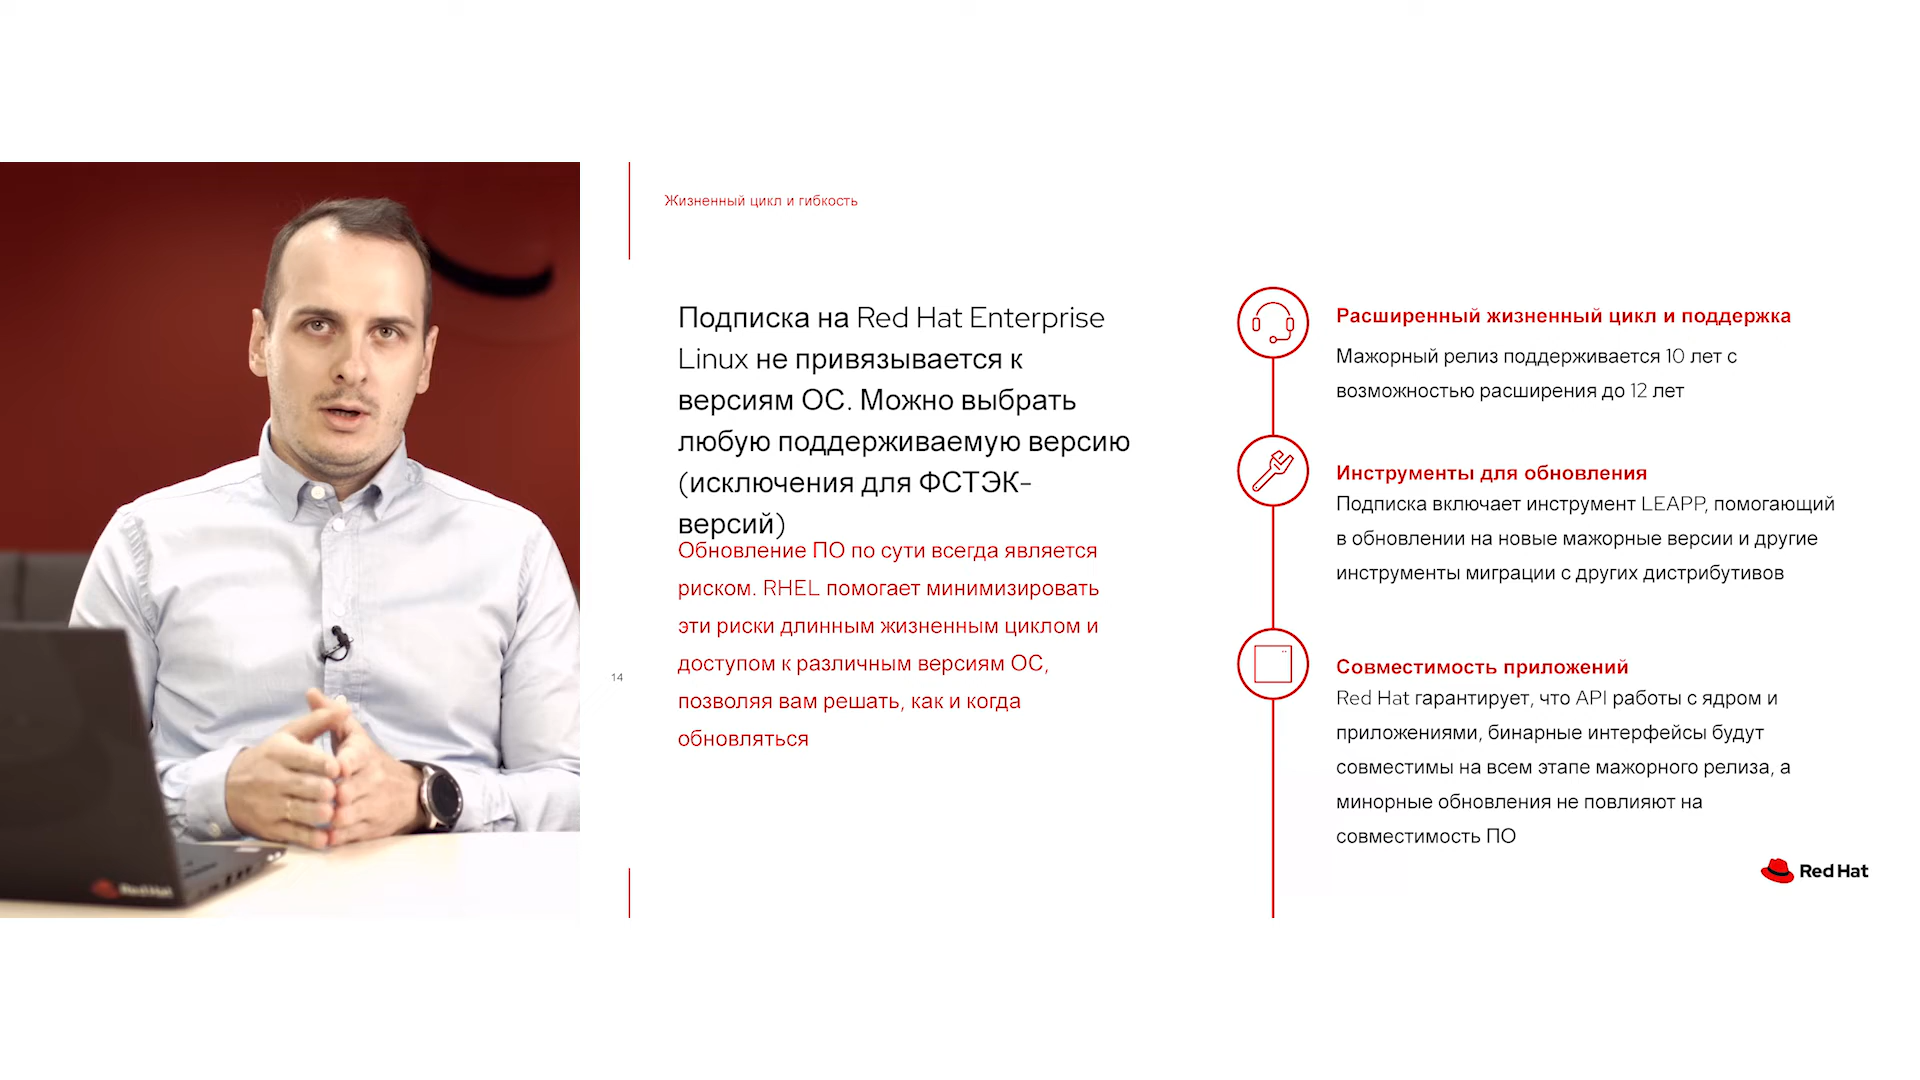 Жизненный цикл и гибкость
Подписка на Red Hat Enterprise
Linux не привязывается к
версиям ОС. Можно выбрать
любую поддерживаемую версию
(исключения для ФСТЭК-
версий)
Обновление ПО по сути всегда является
риском. RHEL помогает минимизировать
эти риски длинным жизненным циклом и
доступом к различным версиям ОС,
позволяя вам решать, как и когда
обновляться
14
Расширенный жизненный цикл и поддержка
Мажорный релиз поддерживается 10 лет с
возможностью расширения до 12 лет
Инструменты для обновления
Подписка включает инструмент LEAPP, помогающий
в обновлении на новые мажорные версии и другие
инструменты миграции с других дистрибутивов
Совместимость приложений
Red Hat гарантирует, что API работы с ядром и
приложениями, бинарные интерфейсы будут
совместимы на всем этапе мажорного релиза, а
минорные обновления не повлияют на
совместимость ПО
Red Hat
Red Hat